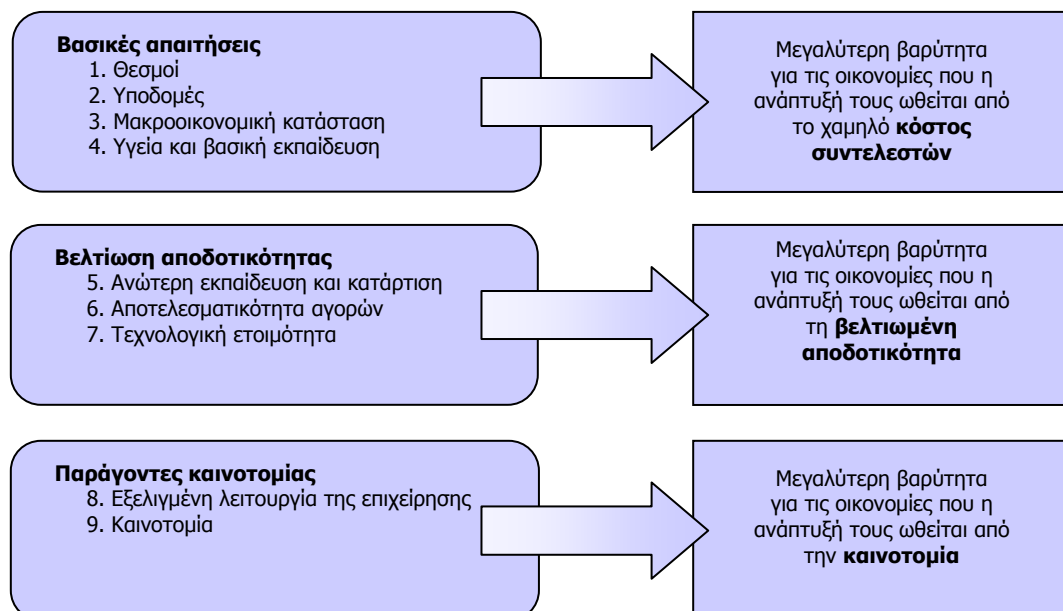 Βασικές απαιτήσεις
1. Θεσμοί
2. Υποδομές
3. Μακροοικονομική κατάσταση
4. Υγεία και βασική εκπαίδευση
Μεγαλύτερη βαρύτητα
για τις οικονομίες που η
ανάπτυξή τους ωθείται από
το χαμηλό κόστος
συντελεστών
Βελτίωση αποδοτικότητας
5. Ανώτερη εκπαίδευση και κατάρτιση
6. Αποτελεσματικότητα αγορών
7. Τεχνολογική ετοιμότητα
Μεγαλύτερη βαρύτητα
για τις οικονομίες που η
ανάπτυξή τους ωθείται από
τη βελτιωμένη
αποδοτικότητα
Παράγοντες καινοτομίας
8. Εξελιγμένη λειτουργία της επιχείρησης
9. Καινοτομία
Μεγαλύτερη βαρύτητα
για τις οικονομίες που η
ανάπτυξή τους ωθείται από
την καινοτομία